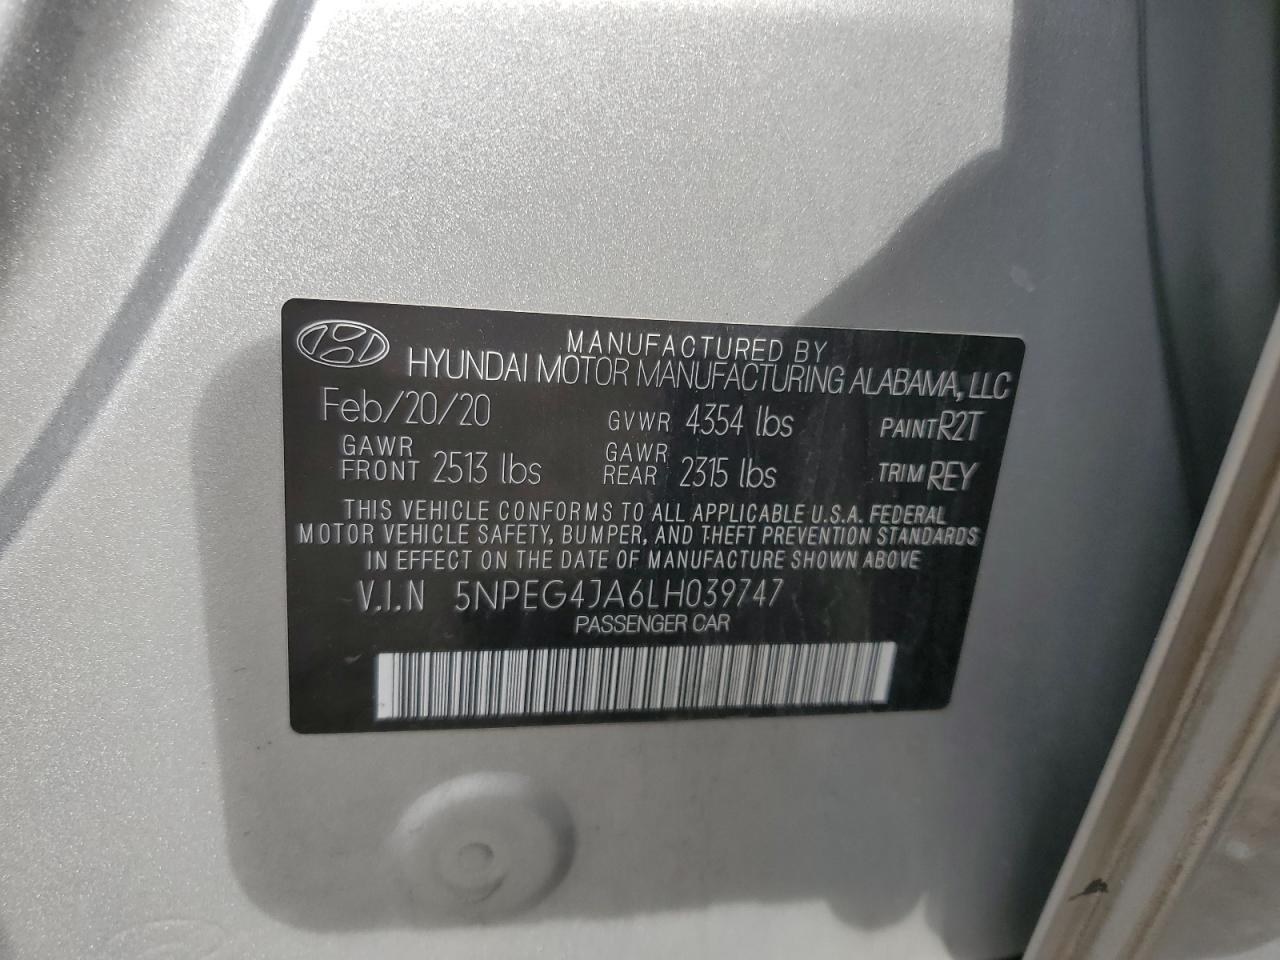 MANUFACTURED BY
HYUNDAI MOTOR MANUFACTURING ALABAMA, LLC
Feb/20/20 GVWR 4354 lbs PAINT R2T
GAWR FRONT 2513 lbs GAWR REAR 2315 lbs TRIM REY
THIS VEHICLE CONFORMS TO ALL APPLICABLE U.S.A. FEDERAL
MOTOR VEHICLE SAFETY, BUMPER, AND THEFT PREVENTION STANDARDS
IN EFFECT ON THE DATE OF MANUFACTURE SHOWN ABOVE
V.I.N 5NPEG4JA6LH039747
PASSENGER CAR